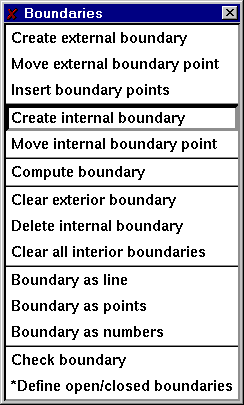 Boundaries
Create external boundary
Move external boundary point
Insert boundary points
Create internal boundary
Move internal boundary point
Compute boundary
Clear exterior boundary
Delete internal boundary
Clear all interior boundaries
Boundary as line
Boundary as points
Boundary as numbers
Check boundary
*Define open/closed boundaries